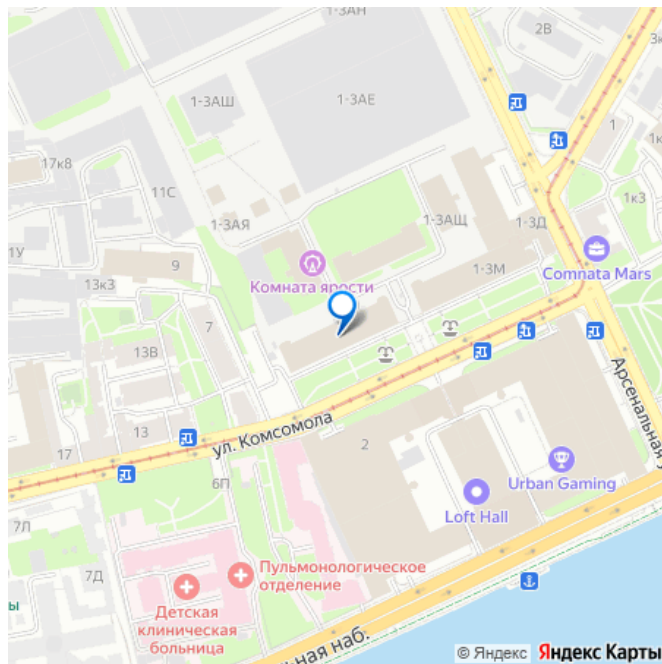 1-3АН
2В
1-3АШ
1-3АЕ
17к8
1
1к
11С
1к3
1-3АЯ
1-3АЩ
1-3Д
1У
9
Комната ярости
1-3М
Comnata Mars
13к3
7
13В
Арсенальная у
ул. Комсомола
13
17
2
6П
Urban Gaming
Loft Hall
7Л
7Д
Пульмонологическое
отделение
Детская
клиническая
больница
ы
льная наб.
© Яндекс Яндекс Карты